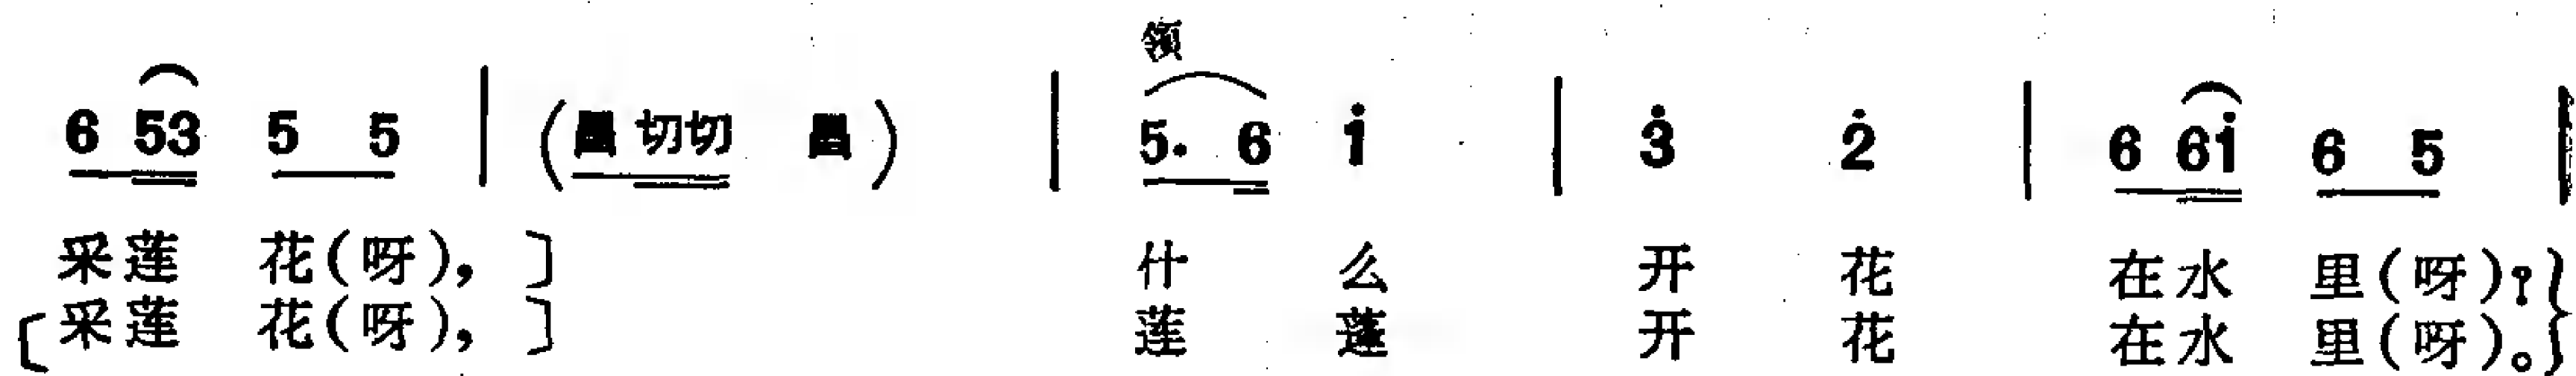 领
6 53 5 5 | (昌 切切 昌) | 5. 6 i | 3 2 | 6 6i 6 5 ‖
采莲 花(呀),〕 什 么 开 花 在水 里(呀)?}
〔采莲 花(呀),〕 莲 蓬 开 花 在水 里(呀)。}